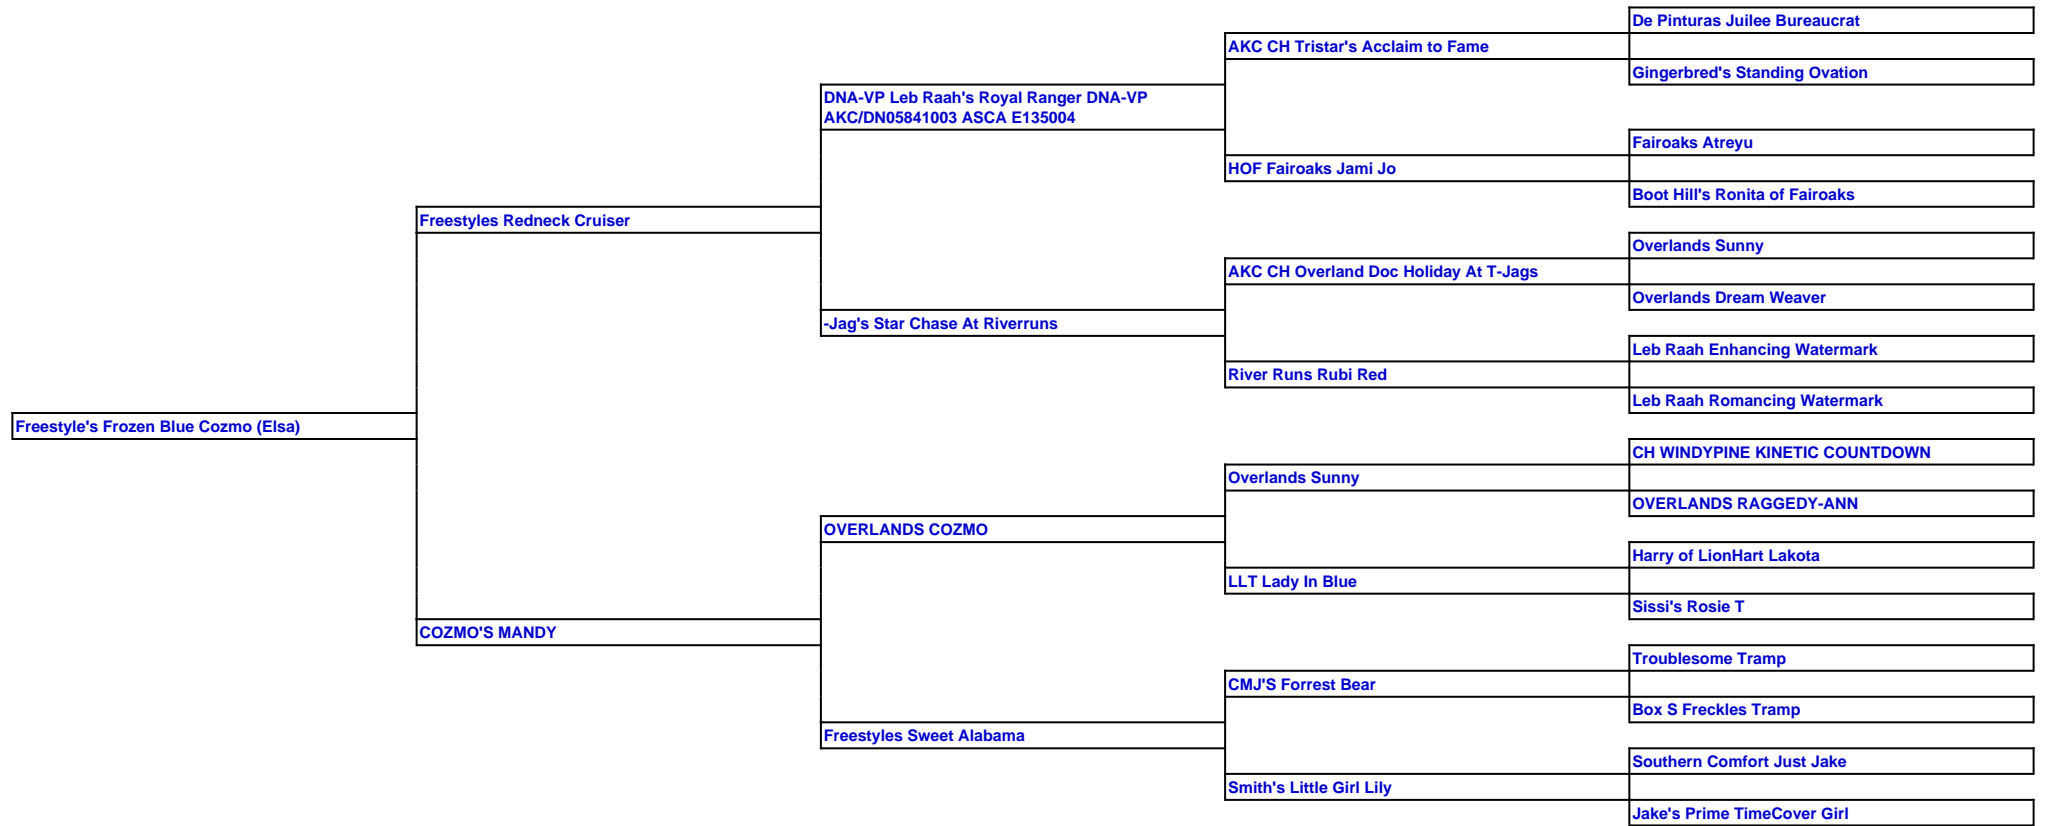 De Pinturas Juilee Bureaucrat
AKC CH Tristar's Acclaim to Fame
Gingerbred's Standing Ovation
DNA-VP Leb Raah's Royal Ranger DNA-VP
AKC/DN05841003 ASCA E135004
Fairoaks Atreyu
HOF Fairoaks Jami Jo
Boot Hill's Ronita of Fairoaks
Freestyles Redneck Cruiser
Overlands Sunny
AKC CH Overland Doc Holiday At T-Jags
Overlands Dream Weaver
-Jag's Star Chase At Riverruns
Leb Raah Enhancing Watermark
River Runs Rubi Red
Leb Raah Romancing Watermark
Freestyle's Frozen Blue Cozmo (Elsa)
CH WINDYPINE KINETIC COUNTDOWN
Overlands Sunny
OVERLANDS RAGGEDY-ANN
OVERLANDS COZMO
Harry of LionHart Lakota
LLT Lady In Blue
Sissi's Rosie T
COZMO'S MANDY
Troublesome Tramp
CMJ'S Forrest Bear
Box S Freckles Tramp
Freestyles Sweet Alabama
Southern Comfort Just Jake
Smith's Little Girl Lily
Jake's Prime TimeCover Girl